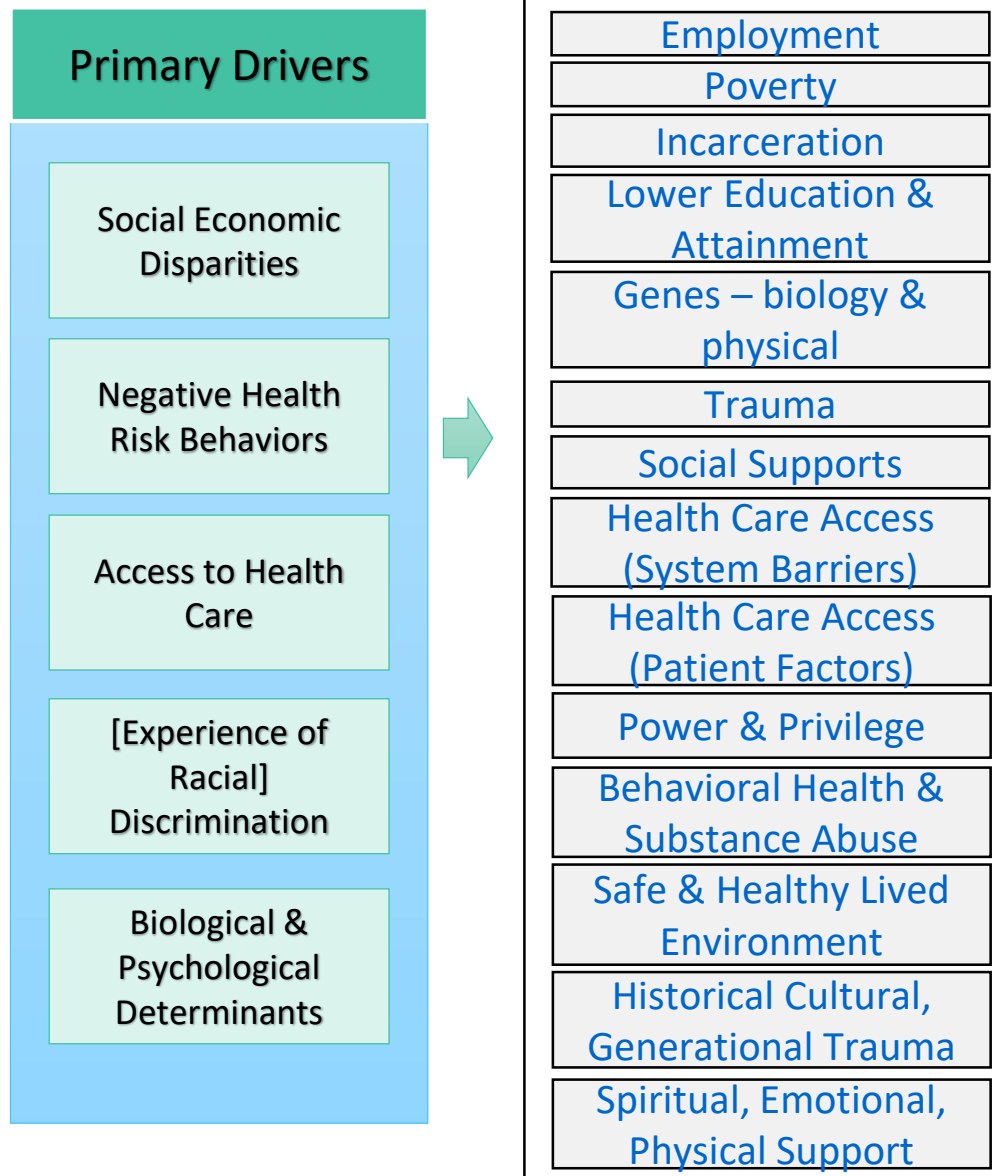 Primary Drivers
Social Economic
Disparities
Negative Health
Risk Behaviors
Access to Health
Care
[Experience of
Racial]
Discrimination
Biological &
Psychological
Determinants
Employment
Poverty
Incarceration
Lower Education &
Attainment
Genes – biology &
physical
Trauma
Social Supports
Health Care Access
(System Barriers)
Health Care Access
(Patient Factors)
Power & Privilege
Behavioral Health &
Substance Abuse
Safe & Healthy Lived
Environment
Historical Cultural,
Generational Trauma
Spiritual, Emotional,
Physical Support